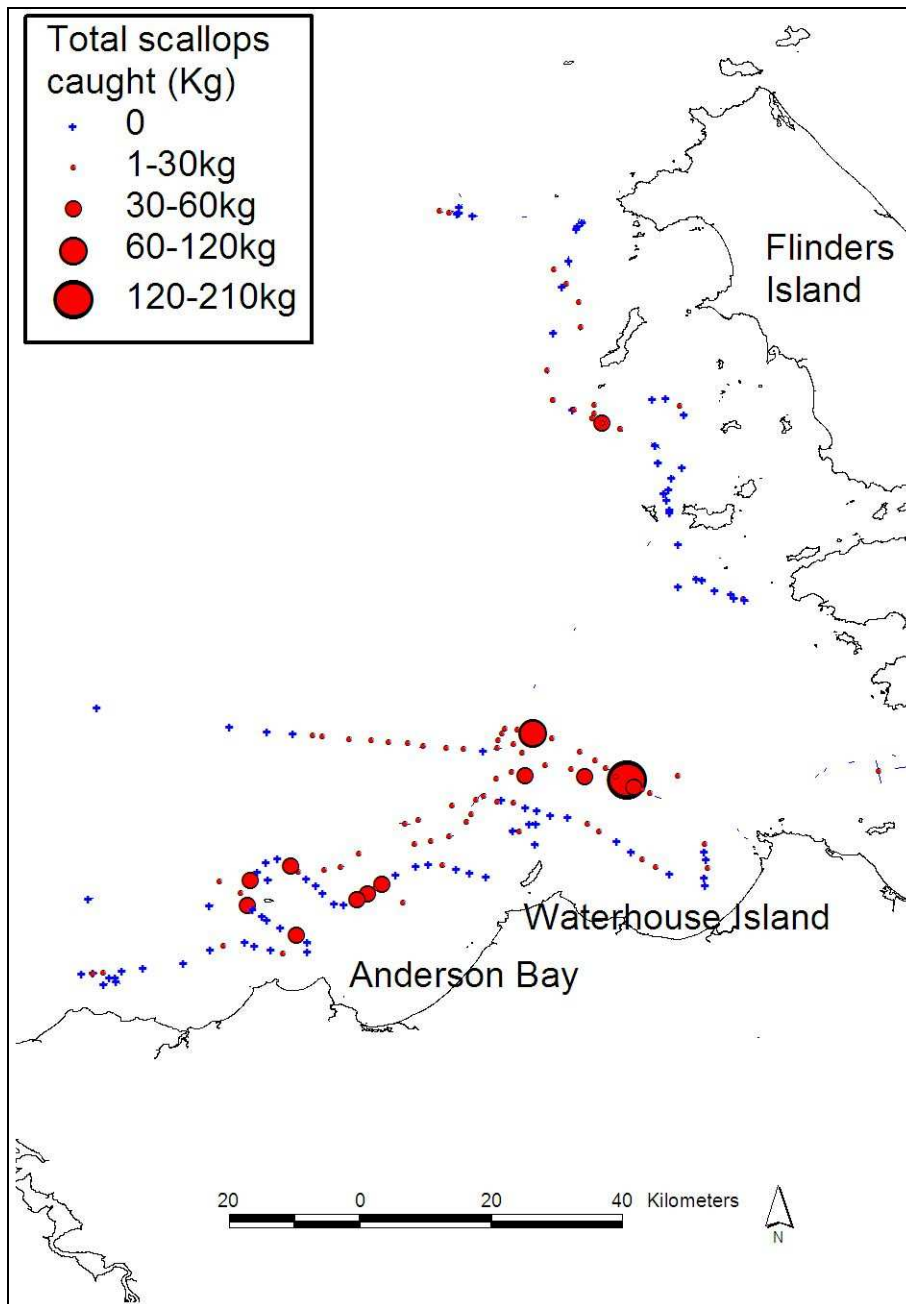 Total scallops
caught (Kg)
0
1-30kg
30-60kg
60-120kg
120-210kg
Flinders
Island
Waterhouse Island
Anderson Bay
20 0 20 40 Kilometers
N